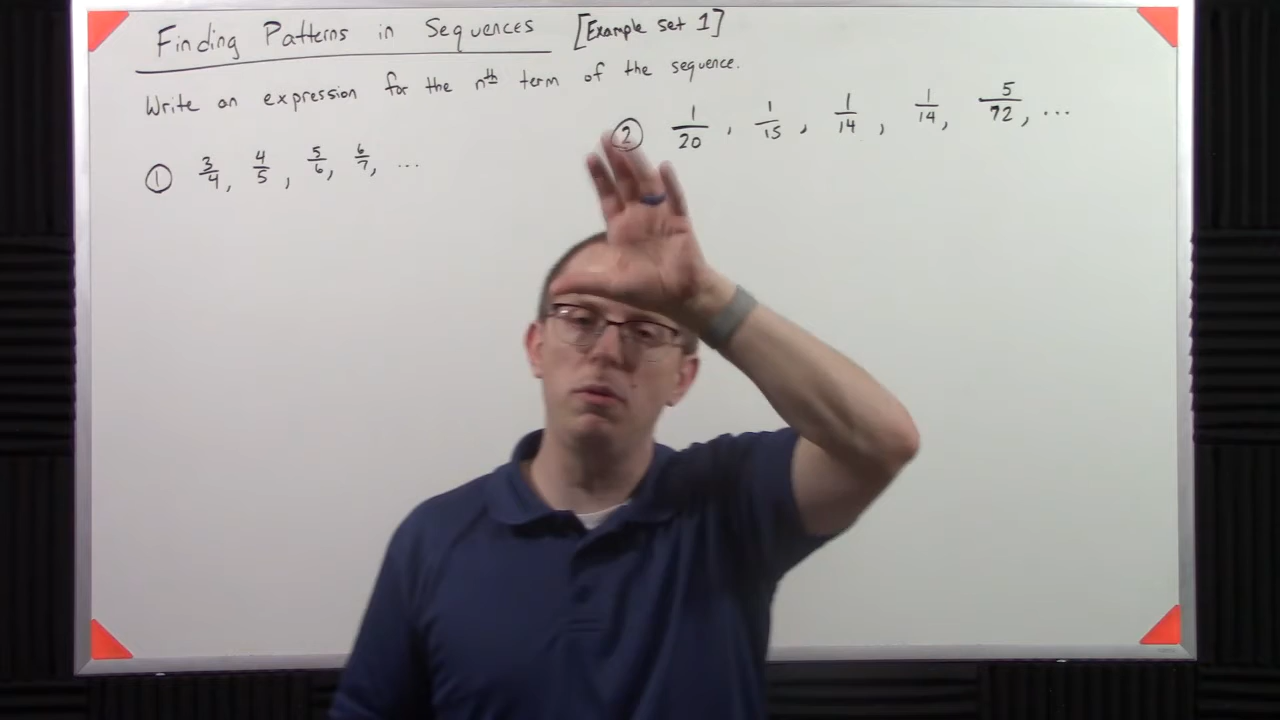 Finding Patterns in Sequences [Example set 1]
Write an expression for the nth term of the sequence.
① 3/4, 4/5, 5/6, 6/7, ...
② 1/20, 1/15, 1/14, 1/14, 5/72, ...